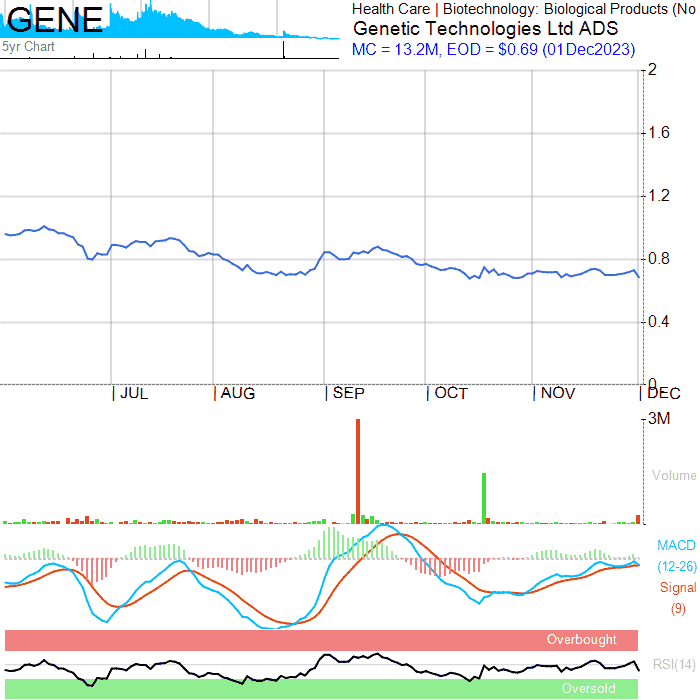 GENE
5yr Chart
Health Care | Biotechnology: Biological Products (No
Genetic Technologies Ltd ADS
MC = 13.2M, EOD = $0.69 (01Dec2023)
2
1.6
1.2
0.8
0.4
0
JUL AUG SEP OCT NOV DEC
3M
Volume
MACD
(12-26)
Signal
(9)
Overbought
RSI(14)
Oversold